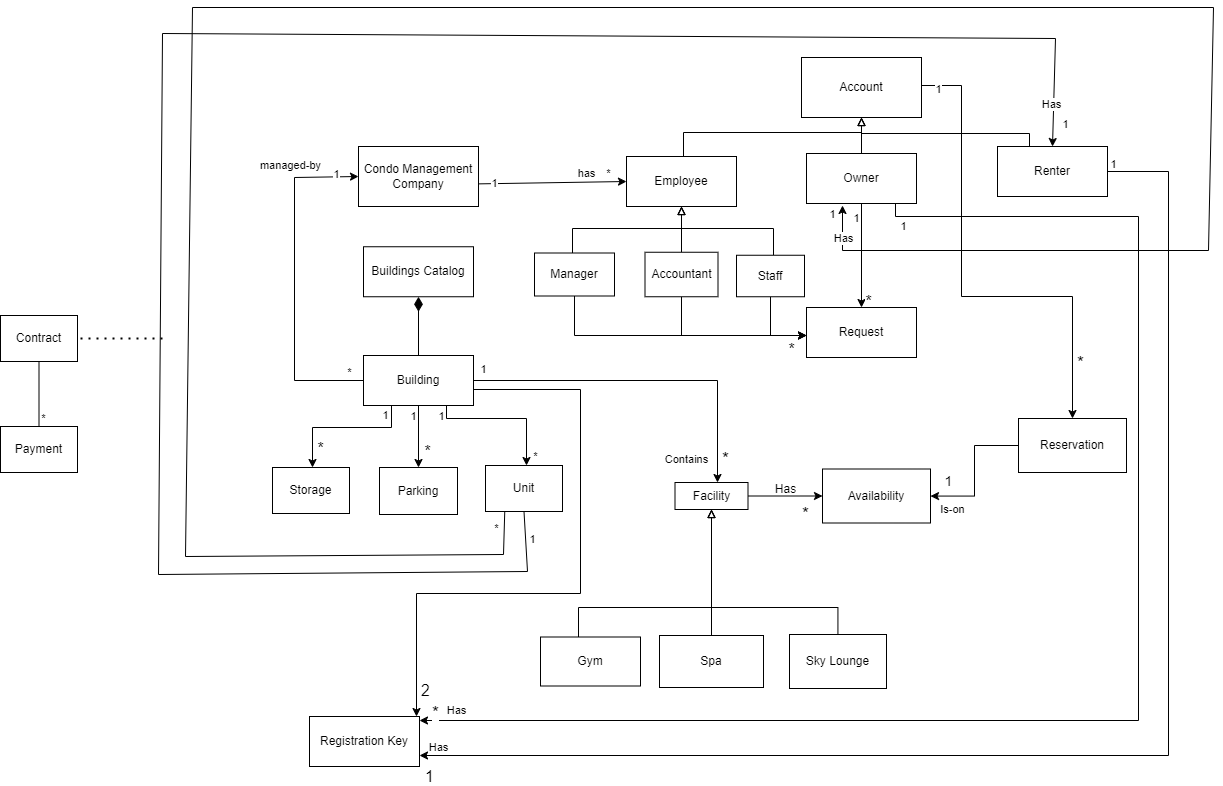 Account
1
Has
1
managed-by
1
Condo Management
Company
1
has *
Employee
Owner
Renter
1
1
1
1
Has
Buildings Catalog
Manager
Accountant
Staff
*
Contract
Request
*
*
*
Building
1
1
1
1
*
Payment
*
*
*
Contains *
Reservation
Storage
Parking
Unit
Facility
Has
*
Availability
1
Is-on
*
1
Gym
Spa
Sky Lounge
2
* Has
Registration Key
Has
1